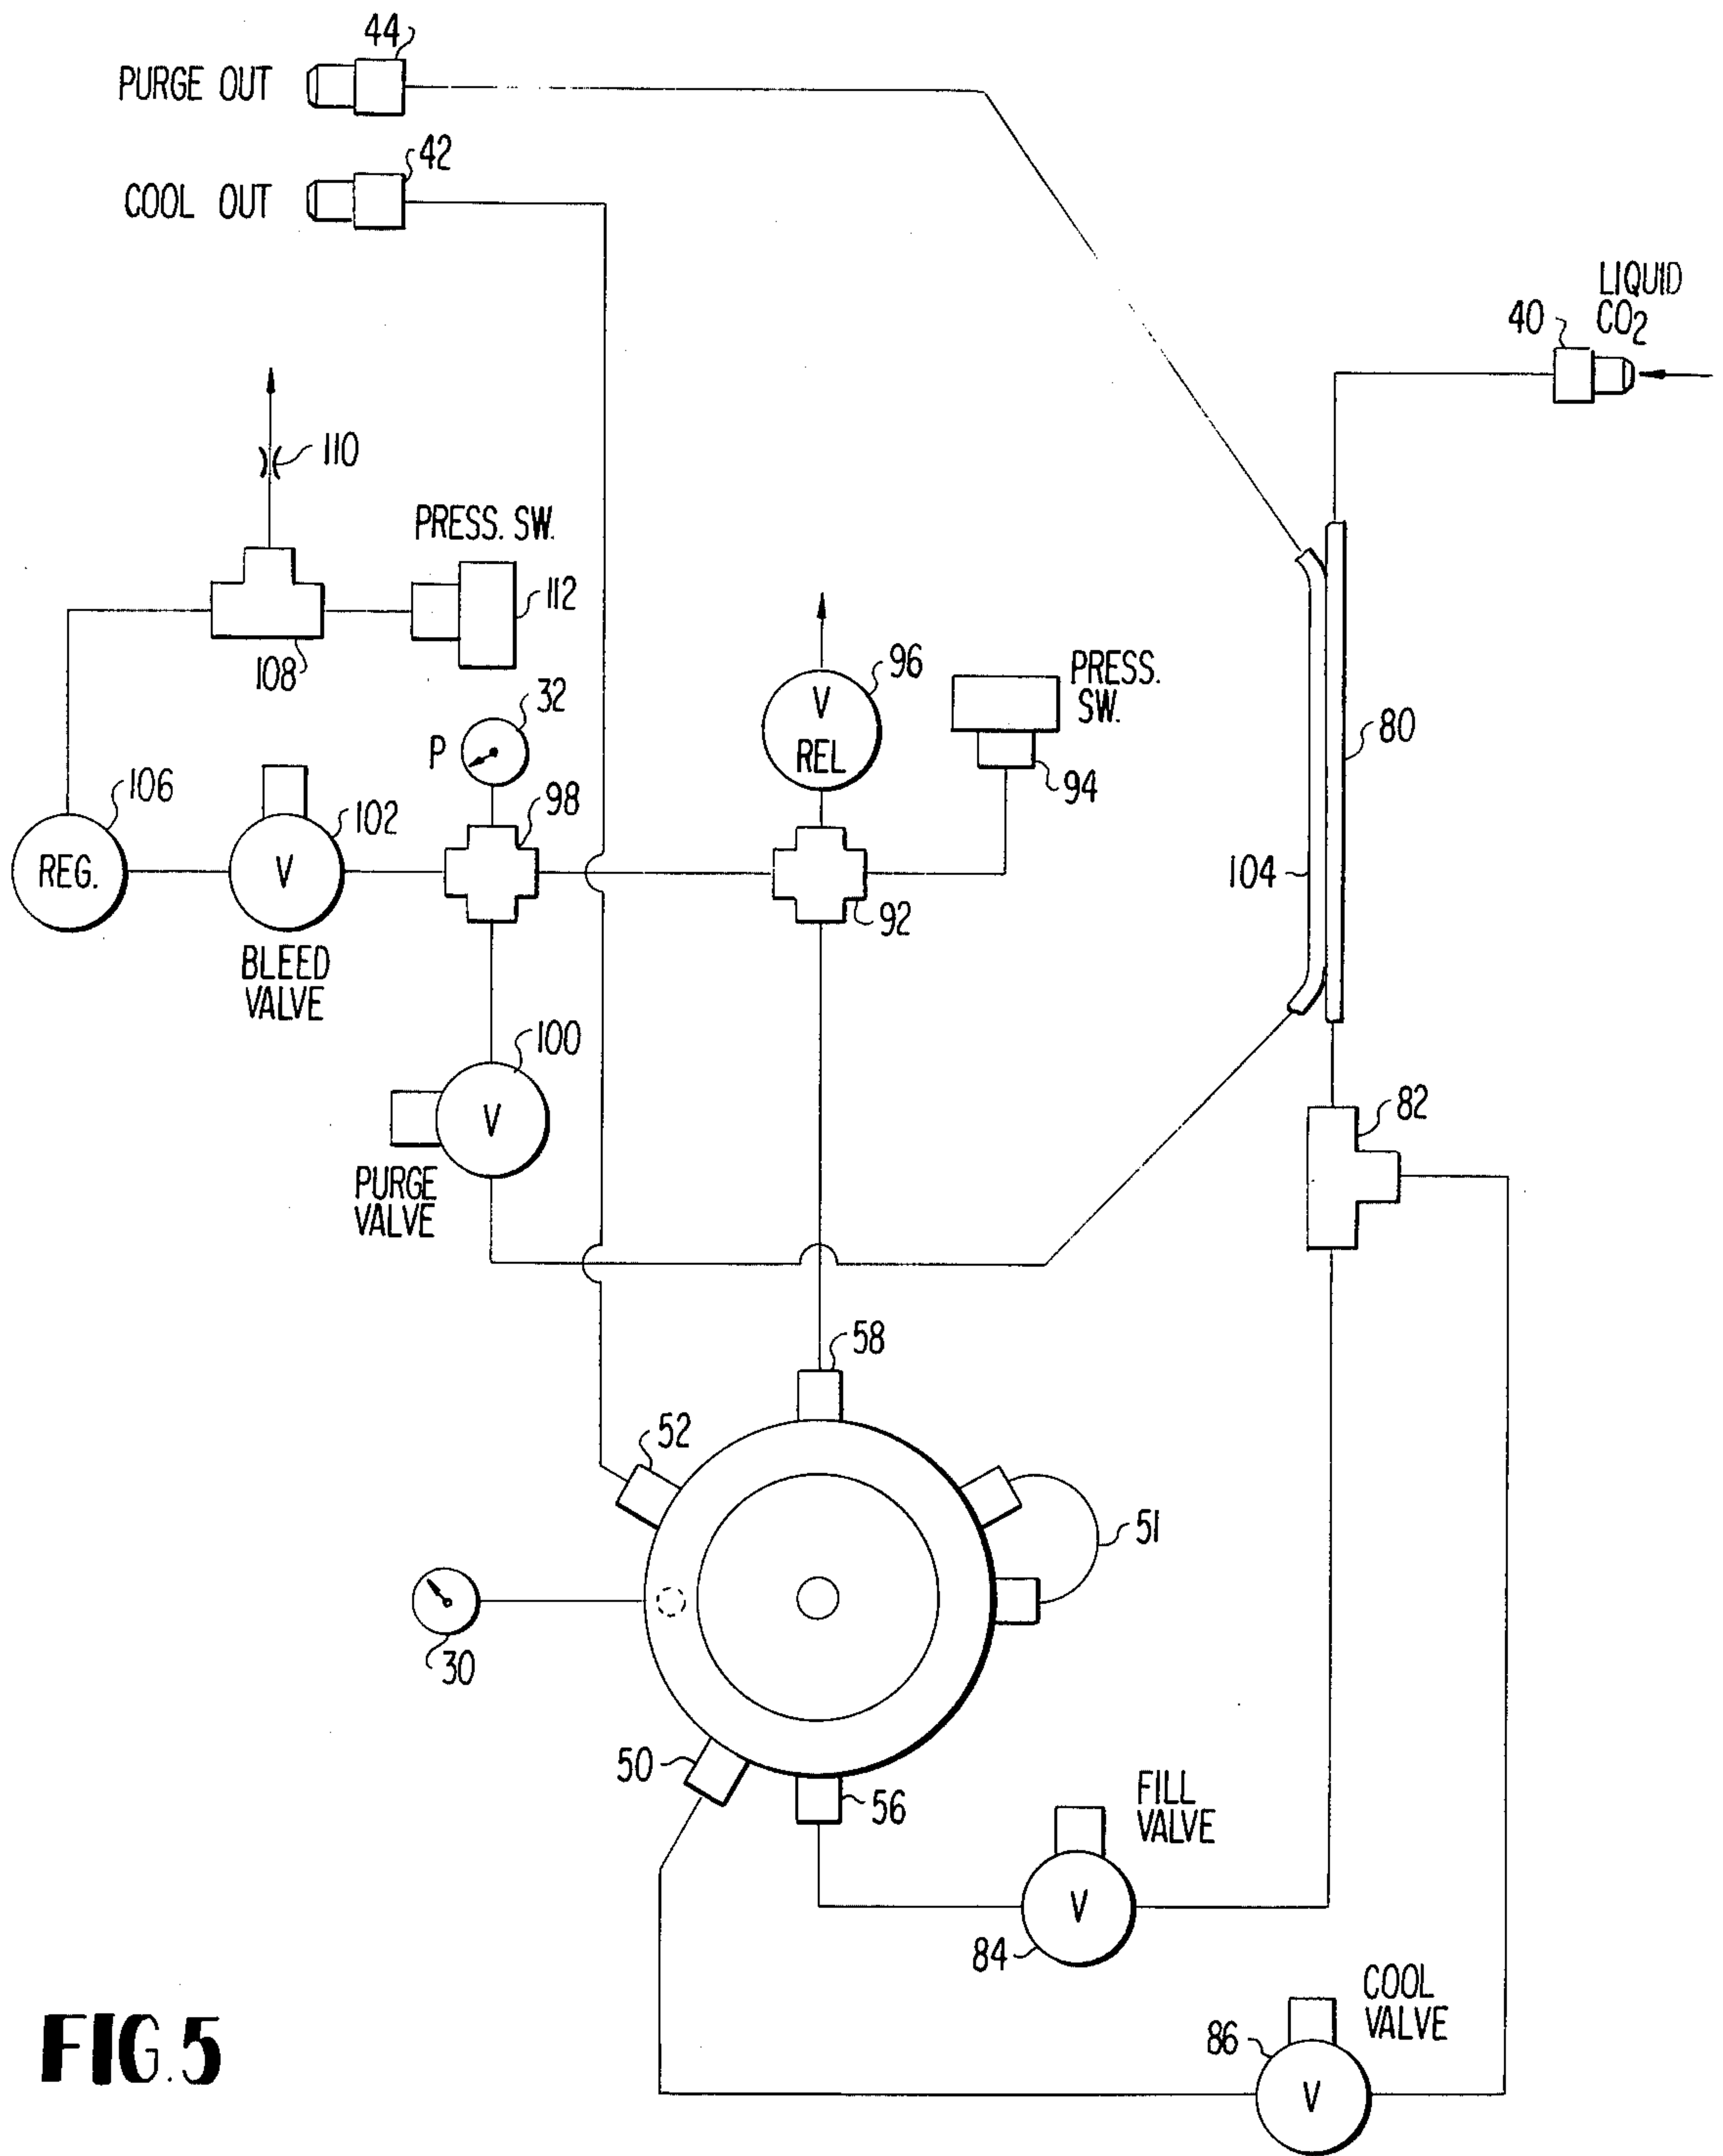 44
PURGE OUT
42
COOL OUT
LIQUID
CO2
40
110
PRESS. SW.
112
108
96
PRESS.
SW.
V
REL
32
P
94
80
106
102
98
REG.
V
104
92
BLEED
VALVE
100
V
82
PURGE
VALVE
58
52
51
30
50
56
FILL
VALVE
V
84
COOL
VALVE
86
V
FIG. 5